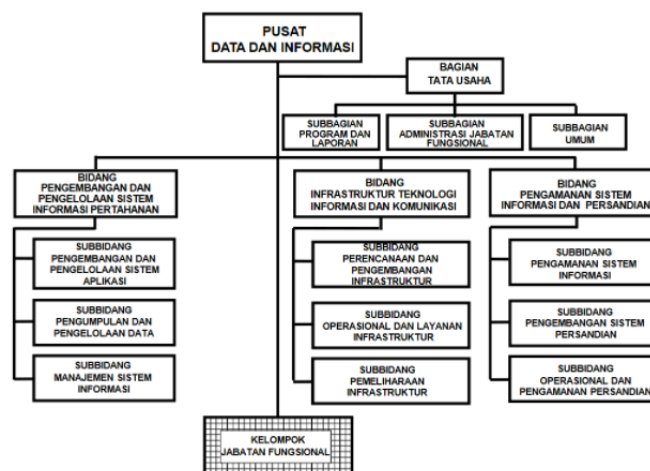 PUSAT
DATA DAN INFORMASI
BAGIAN
TATA USAHA
SUBBAGIAN
PROGRAM DAN
LAPORAN
SUBBAGIAN
ADMINISTRASI JABATAN
FUNGSIONAL
SUBBAGIAN
UMUM
BIDANG
PENGEMBANGAN DAN
PENGELOLAAN SISTEM
INFORMASI PERTAHANAN
BIDANG
INFRASTRUKTUR TEKNOLOGI
INFORMASI DAN KOMUNIKASI
BIDANG
PENGAMANAN SISTEM
INFORMASI DAN PERSANDIAN
SUBBIDANG
PENGEMBANGAN DAN
PENGELOLAAN SISTEM
APLIKASI
SUBBIDANG
PENGUMPULAN DAN
PENGELOLAAN DATA
SUBBIDANG
MANAJEMEN SISTEM
INFORMASI
SUBBIDANG
PERENCANAAN DAN
PENGEMBANGAN
INFRASTRUKTUR
SUBBIDANG
OPERASIONAL DAN LAYANAN
INFRASTRUKTUR
SUBBIDANG
PEMELIHARAAN
INFRASTRUKTUR
SUBBIDANG
PENGAMANAN SISTEM
INFORMASI
SUBBIDANG
PENGEMBANGAN SISTEM
PERSANDIAN
SUBBIDANG
OPERASIONAL DAN
PENGAMANAN PERSANDIAN
KELOMPOK
JABATAN FUNGSIONAL